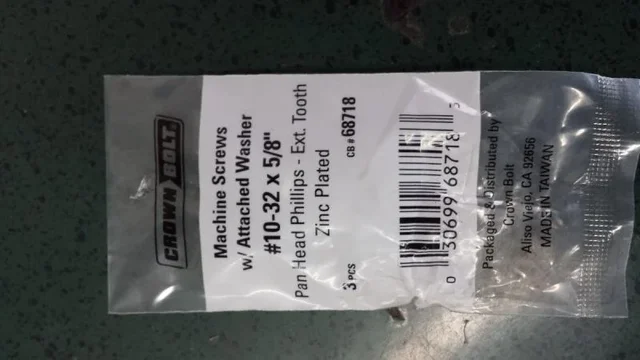 CROWN BOLT
Machine Screws
w/ Attached Washer
#10-32 x 5/8"
Pan Head Phillips - Ext. Tooth
Zinc Plated
3 PCS
CB# 68718
0 30699 68718 3
Packaged & Distributed by
Crown Bolt
Aliso Viejo, CA 92656
MADE IN TAIWAN